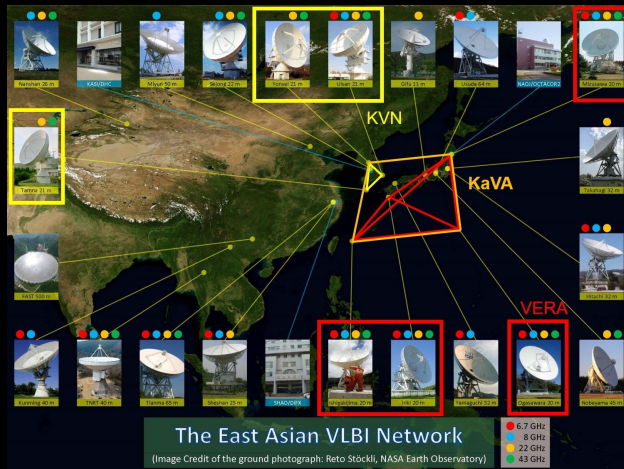 Nanshan 26 m
KASI/DHC
Miyun 50 m
Sejong 22 m
Yonsei 21 m
Ulsan 21 m
Gifu 11 m
Usuda 64 m
NAOJ/OCTACOR2
Mizusawa 20 m
KVN
Tamna 21 m
KaVA
Takahagi 32 m
FAST 500 m
Hitachi 32 m
VERA
Kunming 40 m
TNRT 40 m
Tianma 65 m
Sheshan 25 m
SHAO/DiFX
Ishigakijima 20 m
Iriki 20 m
Yamaguchi 32 m
Ogasawara 20 m
Nobeyama 45 m
The East Asian VLBI Network
(Image Credit of the ground photograph: Reto Stöckli, NASA Earth Observatory)
6.7 GHz
8 GHz
22 GHz
43 GHz